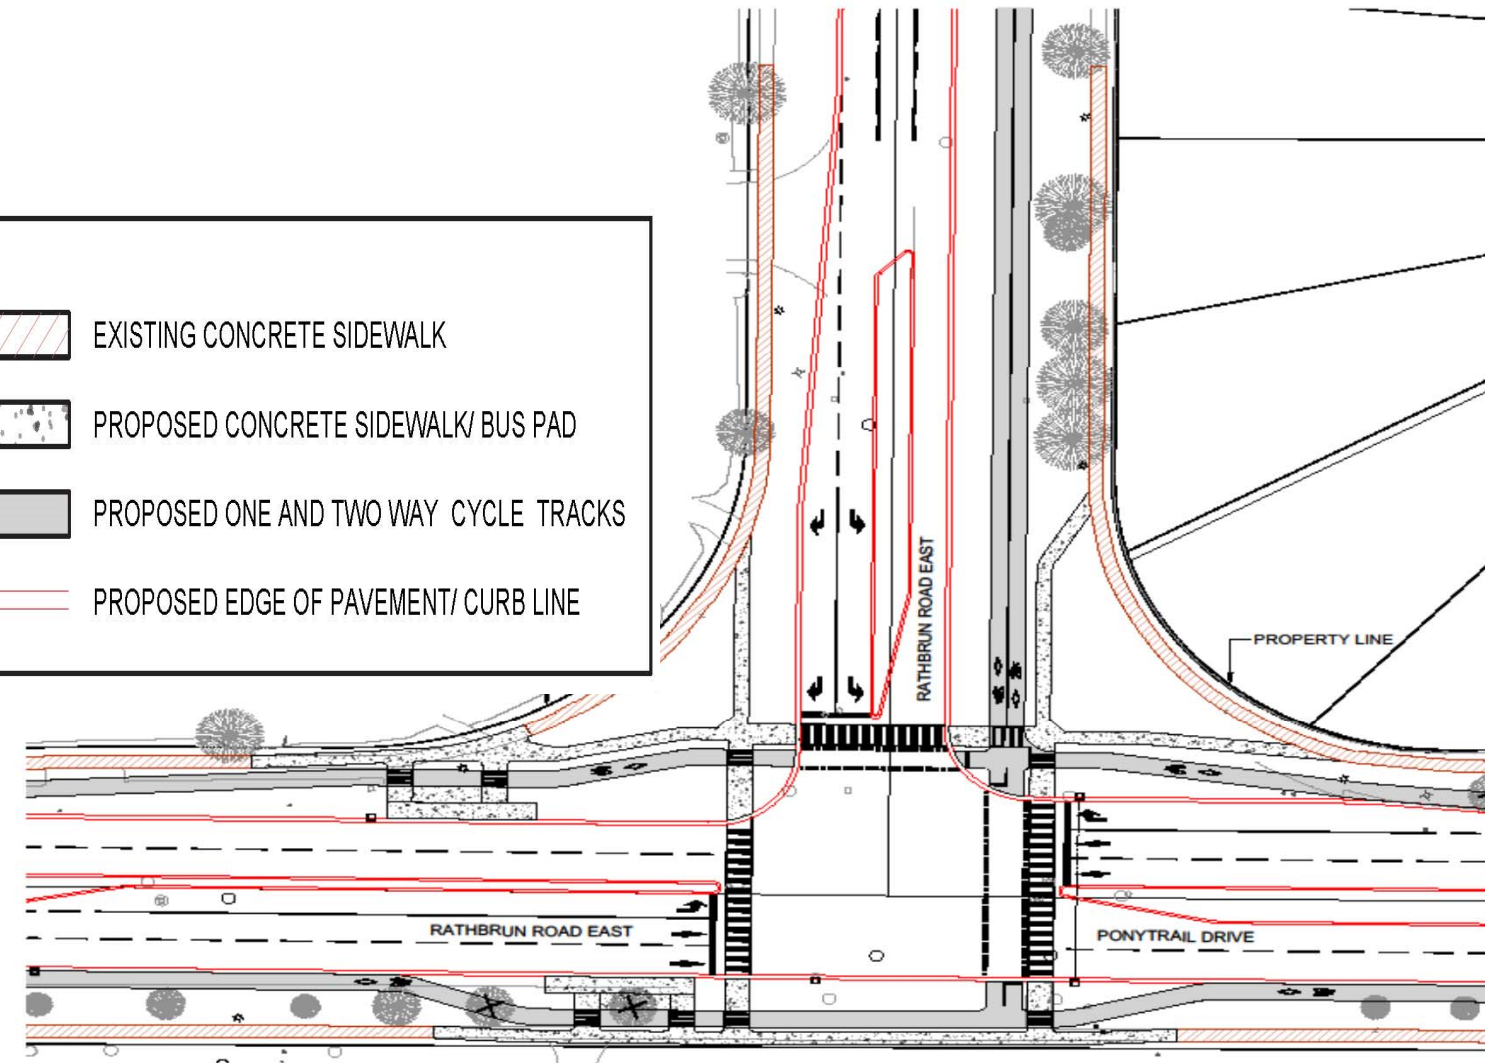 EXISTING CONCRETE SIDEWALK
PROPOSED CONCRETE SIDEWALK/ BUS PAD
PROPOSED ONE AND TWO WAY CYCLE TRACKS
PROPOSED EDGE OF PAVEMENT/ CURB LINE
RATHBRUN ROAD EAST
PROPERTY LINE
RATHBRUN ROAD EAST
PONYTRAIL DRIVE